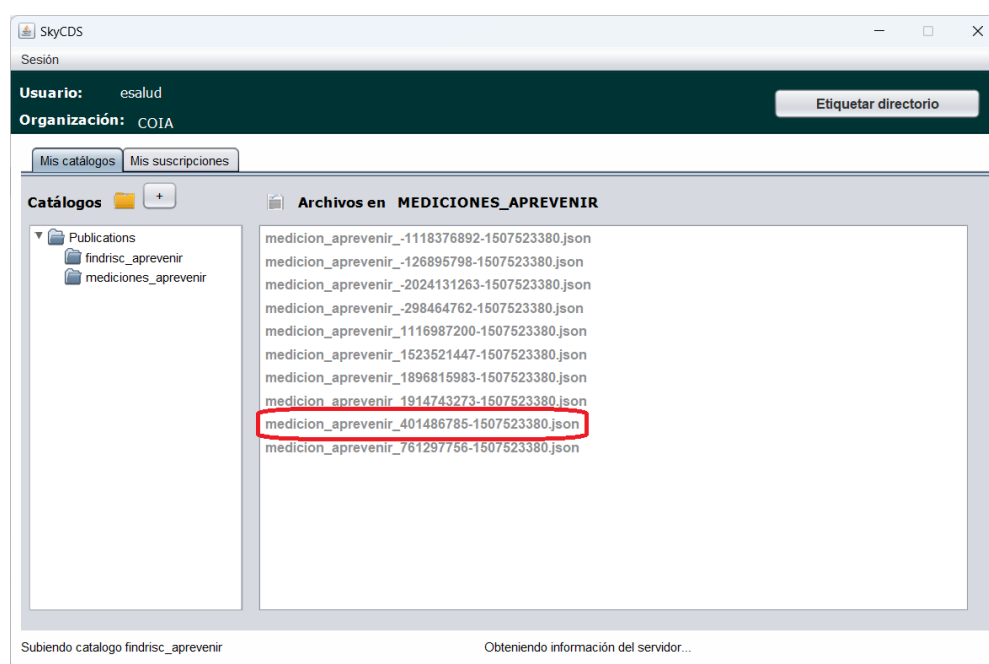 SkyCDS
Sesión
Usuario: esalud
Organización: COIA
Etiquetar directorio
Mis catálogos Mis suscripciones
Catálogos +
Publications
findrisc_aprevenir
mediciones_aprevenir
Archivos en MEDICIONES_APREVENIR
medicion_aprevenir_-1118376892-1507523380.json
medicion_aprevenir_-126895798-1507523380.json
medicion_aprevenir_-2024131263-1507523380.json
medicion_aprevenir_-298464762-1507523380.json
medicion_aprevenir_1116987200-1507523380.json
medicion_aprevenir_1523521447-1507523380.json
medicion_aprevenir_1896815983-1507523380.json
medicion_aprevenir_1914743273-1507523380.json
medicion_aprevenir_401486785-1507523380.json
medicion_aprevenir_761297756-1507523380.json
Subiendo catalogo findrisc_aprevenir
Obteniendo información del servidor...